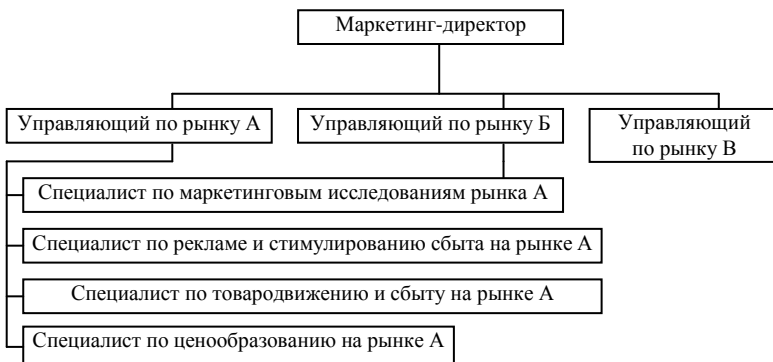 Маркетинг-директор
Управляющий по рынку А
Управляющий по рынку Б
Управляющий
по рынку В
Специалист по маркетинговым исследованиям рынка А
Специалист по рекламе и стимулированию сбыта на рынке А
Специалист по товародвижению и сбыту на рынке А
Специалист по ценообразованию на рынке А